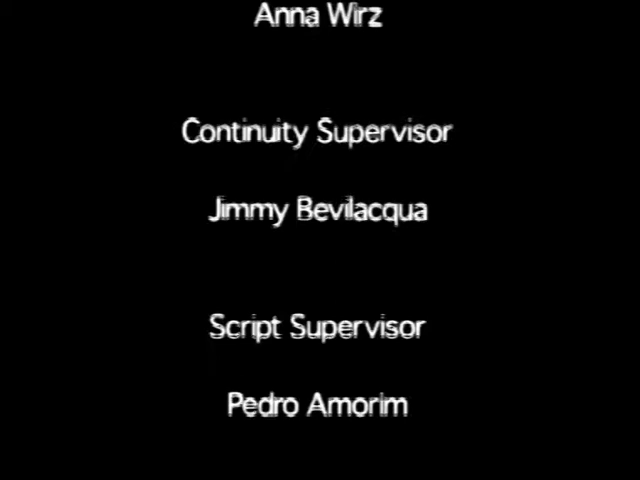 Anna Wirz
Continuity Supervisor
Jimmy Bevilacqua
Script Supervisor
Pedro Amorim